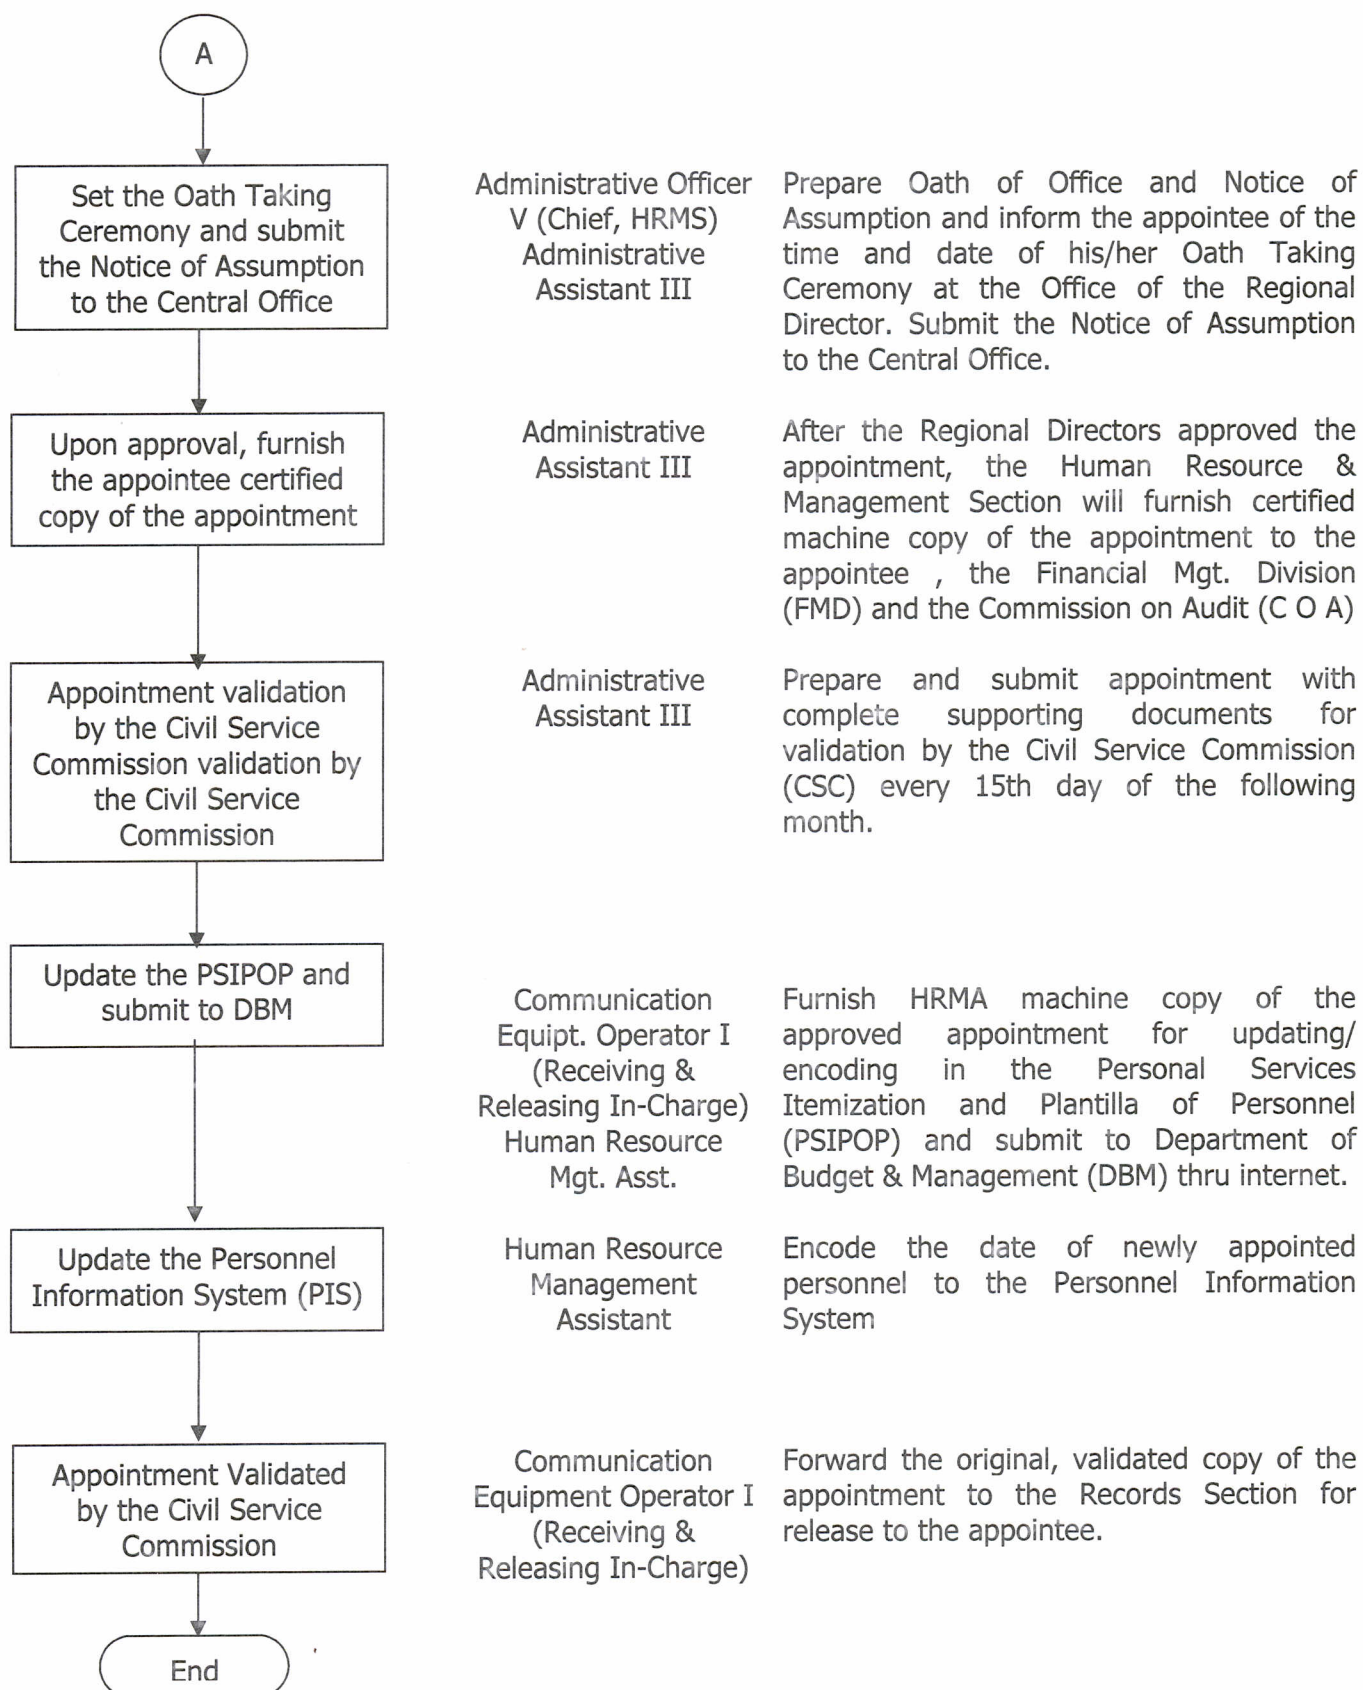 A
Set the Oath Taking
Ceremony and submit
the Notice of Assumption
to the Central Office
Administrative Officer
V (Chief, HRMS)
Administrative
Assistant III
Prepare Oath of Office and Notice of
Assumption and inform the appointee of the
time and date of his/her Oath Taking
Ceremony at the Office of the Regional
Director. Submit the Notice of Assumption
to the Central Office.
Upon approval, furnish
the appointee certified
copy of the appointment
Administrative
Assistant III
After the Regional Directors approved the
appointment, the Human Resource &
Management Section will furnish certified
machine copy of the appointment to the
appointee , the Financial Mgt. Division
(FMD) and the Commission on Audit (C O A)
Appointment validation
by the Civil Service
Commission validation by
the Civil Service
Commission
Administrative
Assistant III
Prepare and submit appointment with
complete supporting documents for
validation by the Civil Service Commission
(CSC) every 15th day of the following
month.
Update the PSIPOP and
submit to DBM
Communication
Equipt. Operator I
(Receiving &
Releasing In-Charge)
Human Resource
Mgt. Asst.
Furnish HRMA machine copy of the
approved appointment for updating/
encoding in the Personal Services
Itemization and Plantilla of Personnel
(PSIPOP) and submit to Department of
Budget & Management (DBM) thru internet.
Update the Personnel
Information System (PIS)
Human Resource
Management
Assistant
Encode the date of newly appointed
personnel to the Personnel Information
System
Appointment Validated
by the Civil Service
Commission
Communication
Equipment Operator I
(Receiving &
Releasing In-Charge)
Forward the original, validated copy of the
appointment to the Records Section for
release to the appointee.
End